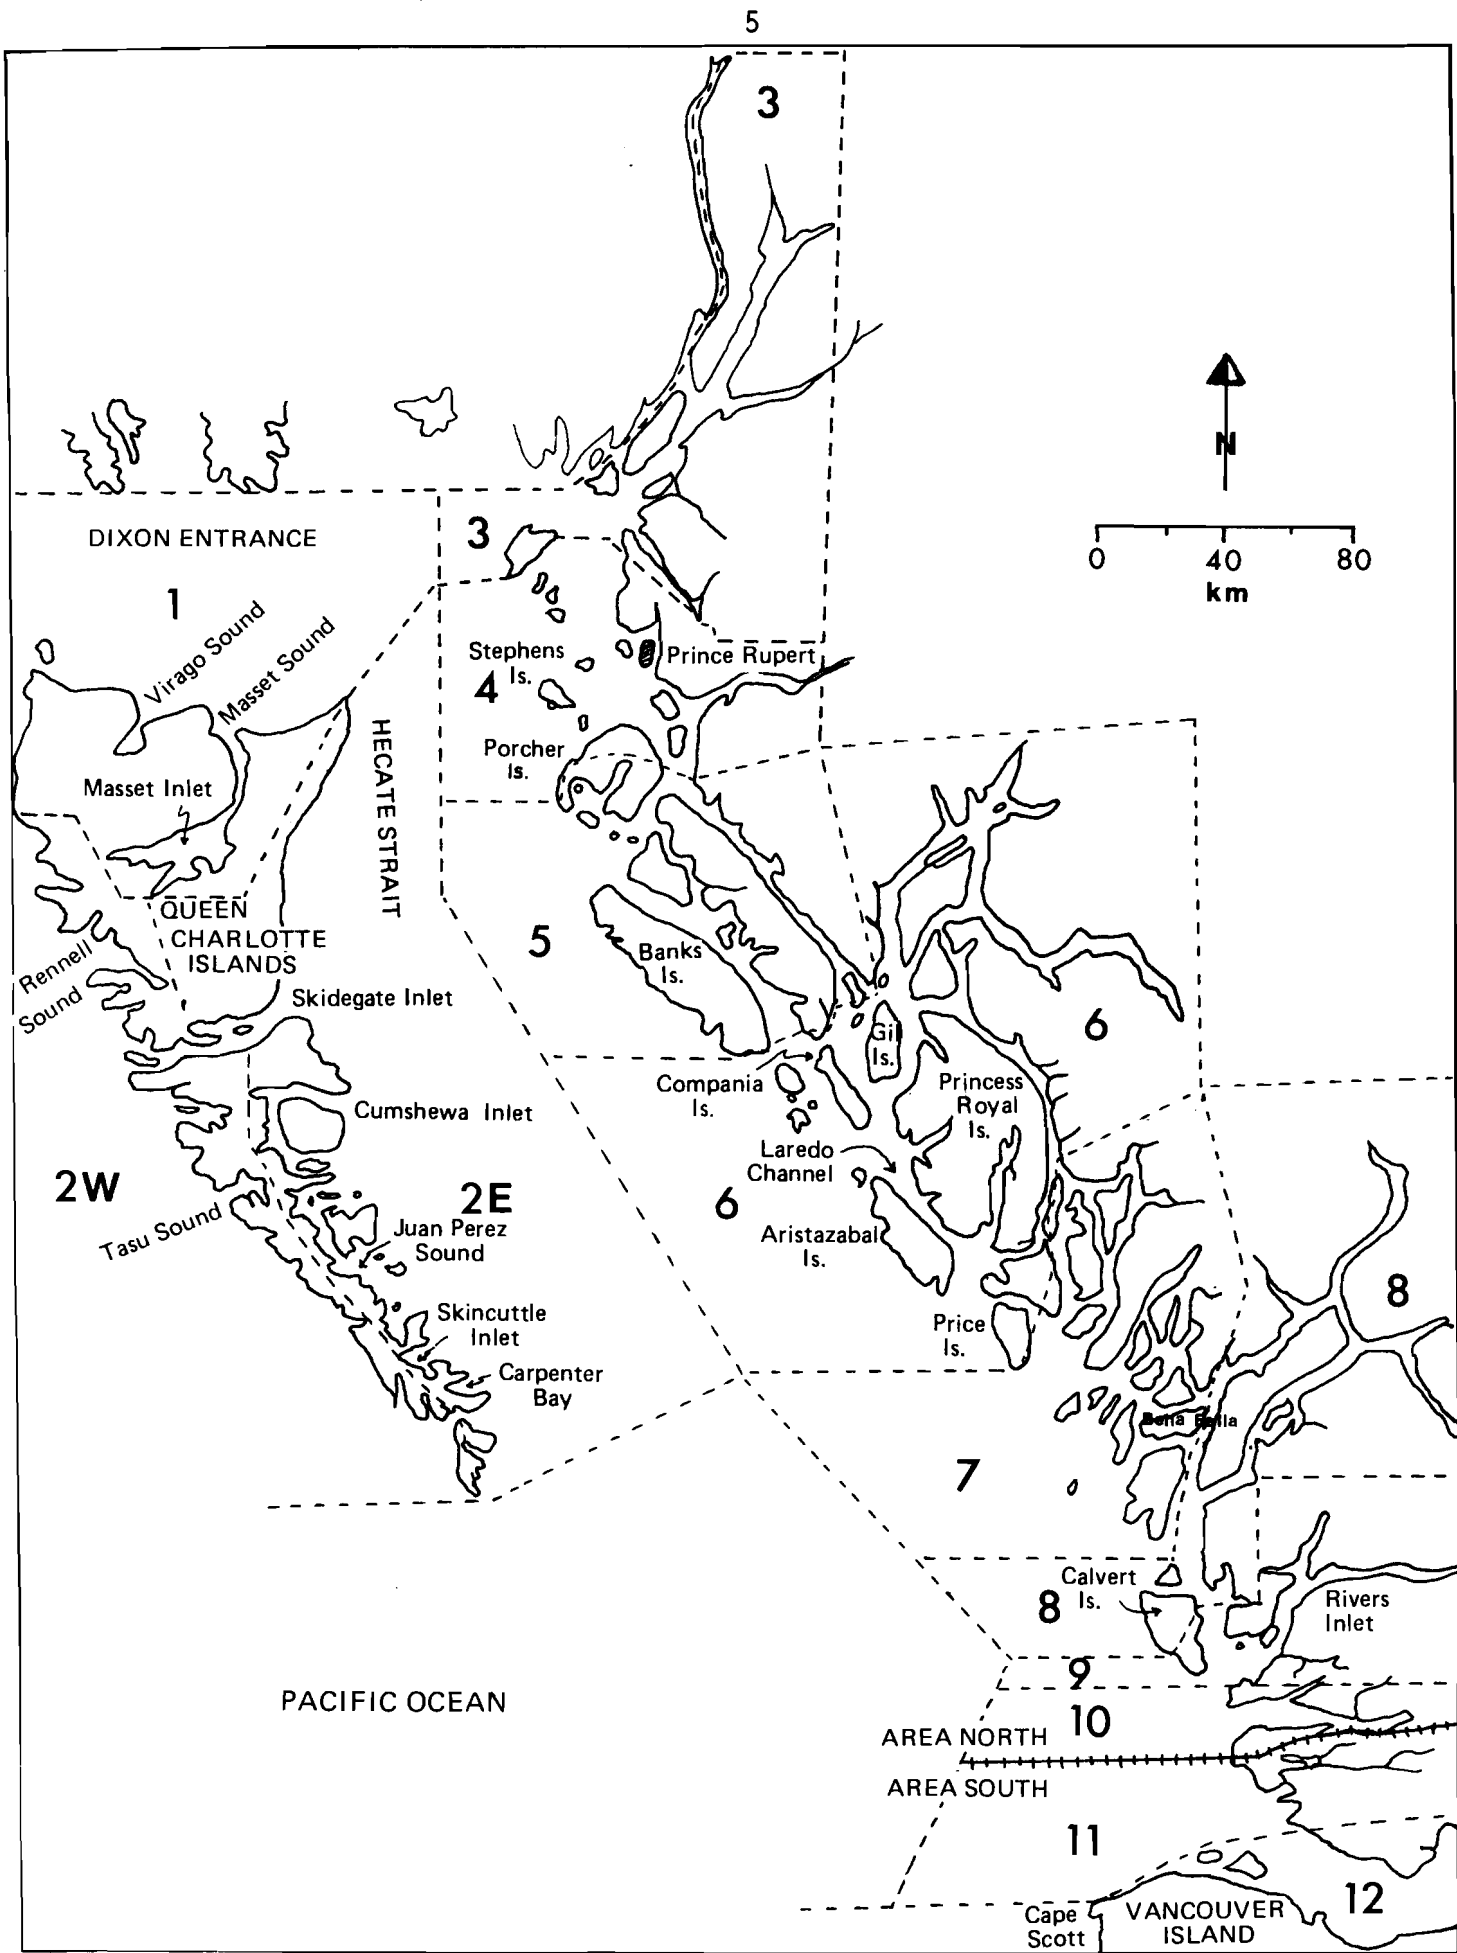 5
3
N
0 40 80
km
DIXON ENTRANCE
3
1
Virago Sound
Masset Sound
Stephens
Is.
4
Prince Rupert
HECATE STRAIT
Porcher
Is.
Masset Inlet
QUEEN
CHARLOTTE
ISLANDS
5
Banks
Is.
Rennell
Sound
Skidegate Inlet
6
Gil
Is.
Compania
Is.
Princess
Royal
Is.
Cumshewa Inlet
Laredo
Channel
2W
2E
6
Tasu Sound
Juan Perez
Sound
Aristazabal
Is.
8
Skincuttle
Inlet
Price
Is.
Carpenter
Bay
Bella Bella
7
Calvert
Is.
8
Rivers
Inlet
9
PACIFIC OCEAN
10
AREA NORTH
AREA SOUTH
11
12
Cape
Scott
VANCOUVER
ISLAND